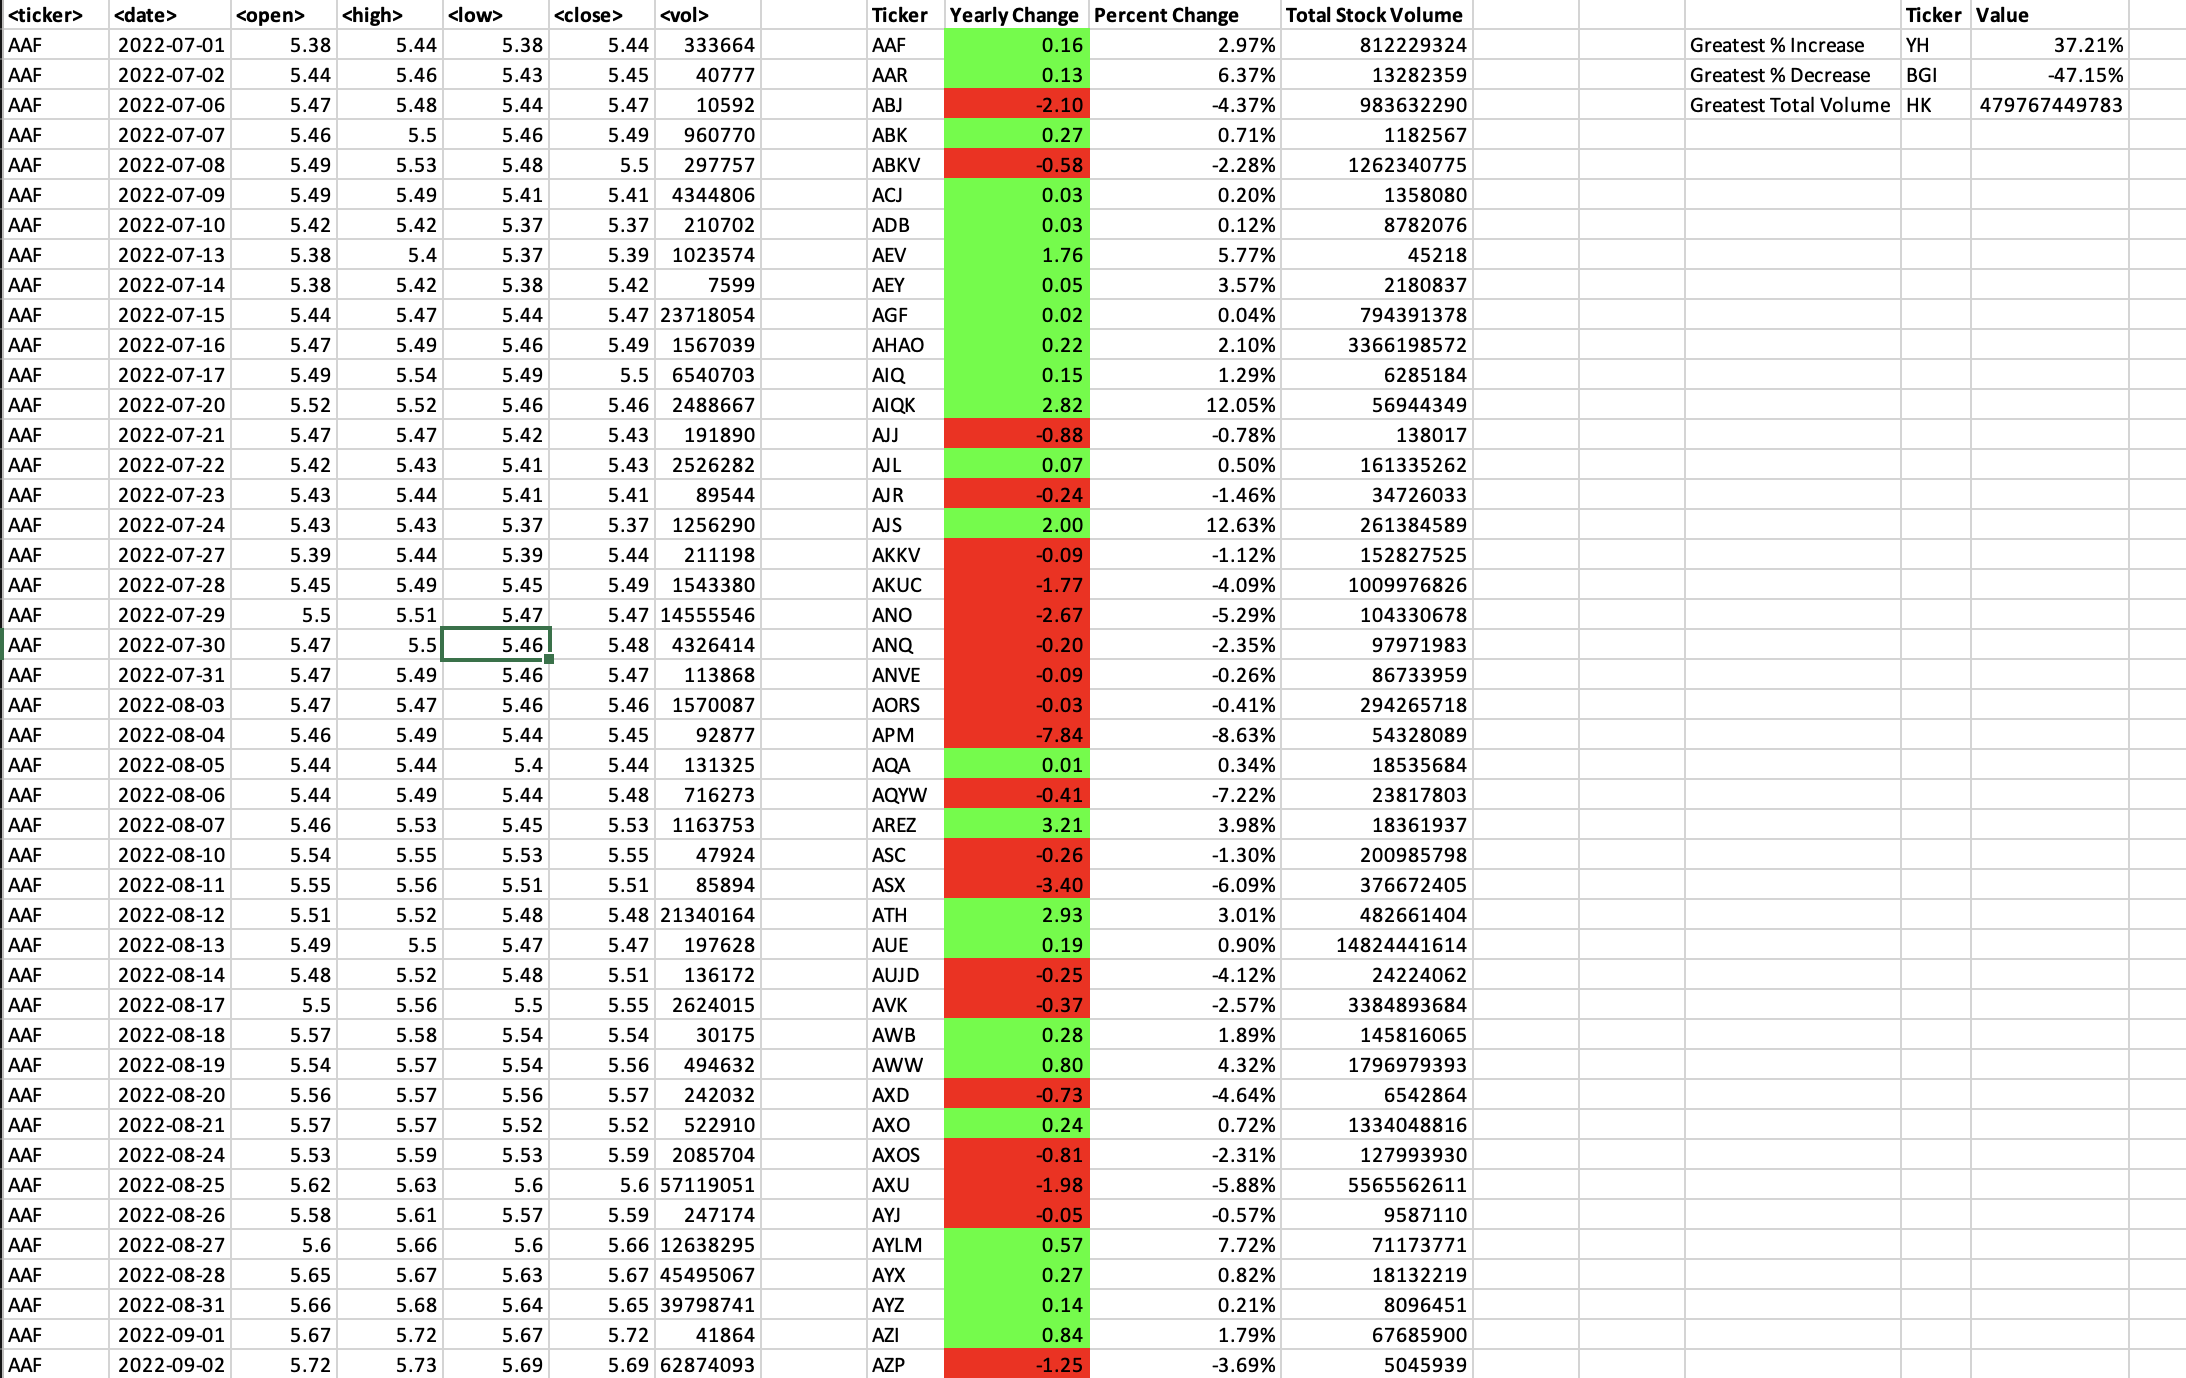 <ticker> <date> <open> <high> <low> <close> <vol> Ticker Yearly Change Percent Change Total Stock Volume Ticker Value
AAF 2022-07-01 5.38 5.44 5.38 5.44 333664 AAF 0.16 2.97% 812229324 Greatest % Increase YH 37.21%
AAF 2022-07-02 5.44 5.46 5.43 5.45 40777 AAR 0.13 6.37% 13282359 Greatest % Decrease BGI -47.15%
AAF 2022-07-06 5.47 5.48 5.44 5.47 10592 ABJ -2.10 -4.37% 983632290 Greatest Total Volume HK 479767449783
AAF 2022-07-07 5.46 5.5 5.46 5.49 960770 ABK 0.27 0.71% 1182567
AAF 2022-07-08 5.49 5.53 5.48 5.5 297757 ABKV -0.58 -2.28% 1262340775
AAF 2022-07-09 5.49 5.49 5.41 5.41 4344806 ACJ 0.03 0.20% 1358080
AAF 2022-07-10 5.42 5.42 5.37 5.37 210702 ADB 0.03 0.12% 8782076
AAF 2022-07-13 5.38 5.4 5.37 5.39 1023574 AEV 1.76 5.77% 45218
AAF 2022-07-14 5.38 5.42 5.38 5.42 7599 AEY 0.05 3.57% 2180837
AAF 2022-07-15 5.44 5.47 5.44 5.47 23718054 AGF 0.02 0.04% 794391378
AAF 2022-07-16 5.47 5.49 5.46 5.49 1567039 AHAO 0.22 2.10% 3366198572
AAF 2022-07-17 5.49 5.54 5.49 5.5 6540703 AIQ 0.15 1.29% 6285184
AAF 2022-07-20 5.52 5.52 5.46 5.46 2488667 AIQK 2.82 12.05% 56944349
AAF 2022-07-21 5.47 5.47 5.42 5.43 191890 AJJ -0.88 -0.78% 138017
AAF 2022-07-22 5.42 5.43 5.41 5.43 2526282 AJL 0.07 0.50% 161335262
AAF 2022-07-23 5.43 5.44 5.41 5.41 89544 AJR -0.24 -1.46% 34726033
AAF 2022-07-24 5.43 5.43 5.37 5.37 1256290 AJS 2.00 12.63% 261384589
AAF 2022-07-27 5.39 5.44 5.39 5.44 211198 AKKV -0.09 -1.12% 152827525
AAF 2022-07-28 5.45 5.49 5.45 5.49 1543380 AKUC -1.77 -4.09% 1009976826
AAF 2022-07-29 5.5 5.51 5.47 5.47 14555546 ANO -2.67 -5.29% 104330678
AAF 2022-07-30 5.47 5.5 5.46 5.48 4326414 ANQ -0.20 -2.35% 97971983
AAF 2022-07-31 5.47 5.49 5.46 5.47 113868 ANVE -0.09 -0.26% 86733959
AAF 2022-08-03 5.47 5.47 5.46 5.46 1570087 AORS -0.03 -0.41% 294265718
AAF 2022-08-04 5.46 5.49 5.44 5.45 92877 APM -7.84 -8.63% 54328089
AAF 2022-08-05 5.44 5.44 5.4 5.44 131325 AQA 0.01 0.34% 18535684
AAF 2022-08-06 5.44 5.49 5.44 5.48 716273 AQYW -0.41 -7.22% 23817803
AAF 2022-08-07 5.46 5.53 5.45 5.53 1163753 AREZ 3.21 3.98% 18361937
AAF 2022-08-10 5.54 5.55 5.53 5.55 47924 ASC -0.26 -1.30% 200985798
AAF 2022-08-11 5.55 5.56 5.51 5.51 85894 ASX -3.40 -6.09% 376672405
AAF 2022-08-12 5.51 5.52 5.48 5.48 21340164 ATH 2.93 3.01% 482661404
AAF 2022-08-13 5.49 5.5 5.47 5.47 197628 AUE 0.19 0.90% 14824441614
AAF 2022-08-14 5.48 5.52 5.48 5.51 136172 AUJD -0.25 -4.12% 24224062
AAF 2022-08-17 5.5 5.56 5.5 5.55 2624015 AVK -0.37 -2.57% 3384893684
AAF 2022-08-18 5.57 5.58 5.54 5.54 30175 AWB 0.28 1.89% 145816065
AAF 2022-08-19 5.54 5.57 5.54 5.56 494632 AWW 0.80 4.32% 1796979393
AAF 2022-08-20 5.56 5.57 5.56 5.57 242032 AXD -0.73 -4.64% 6542864
AAF 2022-08-21 5.57 5.57 5.52 5.52 522910 AXO 0.24 0.72% 1334048816
AAF 2022-08-24 5.53 5.59 5.53 5.59 2085704 AXOS -0.81 -2.31% 127993930
AAF 2022-08-25 5.62 5.63 5.6 5.6 57119051 AXU -1.98 -5.88% 5565562611
AAF 2022-08-26 5.58 5.61 5.57 5.59 247174 AYJ -0.05 -0.57% 9587110
AAF 2022-08-27 5.6 5.66 5.6 5.66 12638295 AYLM 0.57 7.72% 71173771
AAF 2022-08-28 5.65 5.67 5.63 5.67 45495067 AYX 0.27 0.82% 18132219
AAF 2022-08-31 5.66 5.68 5.64 5.65 39798741 AYZ 0.14 0.21% 8096451
AAF 2022-09-01 5.67 5.72 5.67 5.72 41864 AZI 0.84 1.79% 67685900
AAF 2022-09-02 5.72 5.73 5.69 5.69 62874093 AZP -1.25 -3.69% 5045939